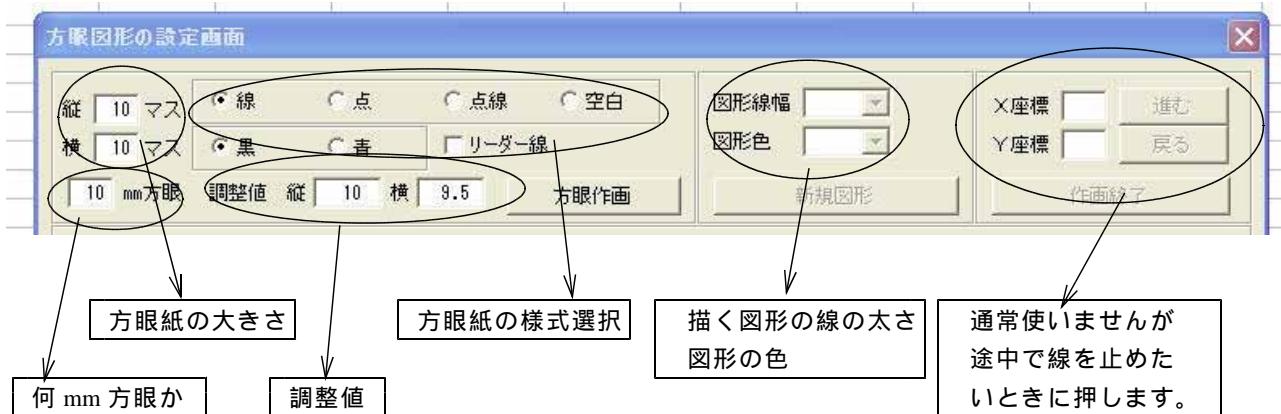 方眼図形の設定画面
縦 10 マス 線 点 点線 空白 図形線幅 X座標 進む
横 10 マス 黒 青 リーダー線 図形色 Y座標 戻る
10 mm方眼 調整値 縦 10 横 9.5 方眼作画 新規図形 作画終了
方眼紙の大きさ
方眼紙の様式選択
描く図形の線の太さ
図形の色
通常使いませんが
途中で線を止めた
いときに押します。
何 mm 方眼か
調整値